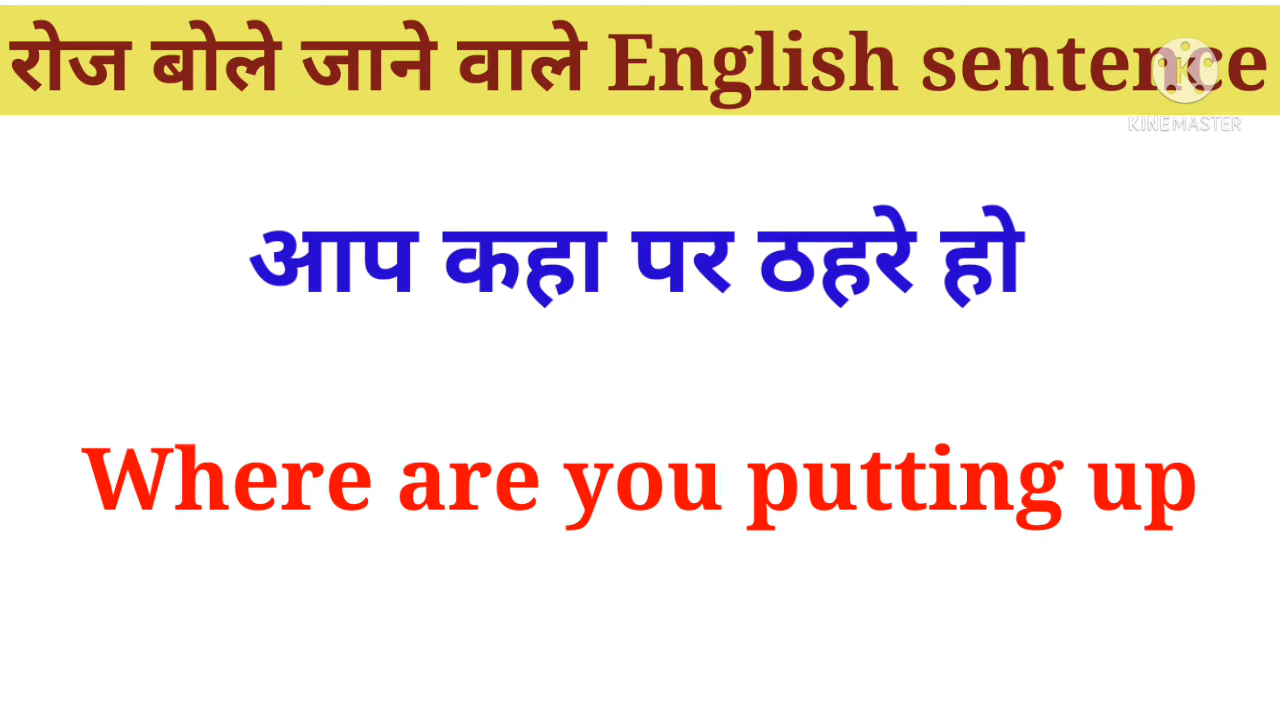 रोज बोले जाने वाले English sentence
KINEMASTER
आप कहा पर ठहरे हो
Where are you putting up